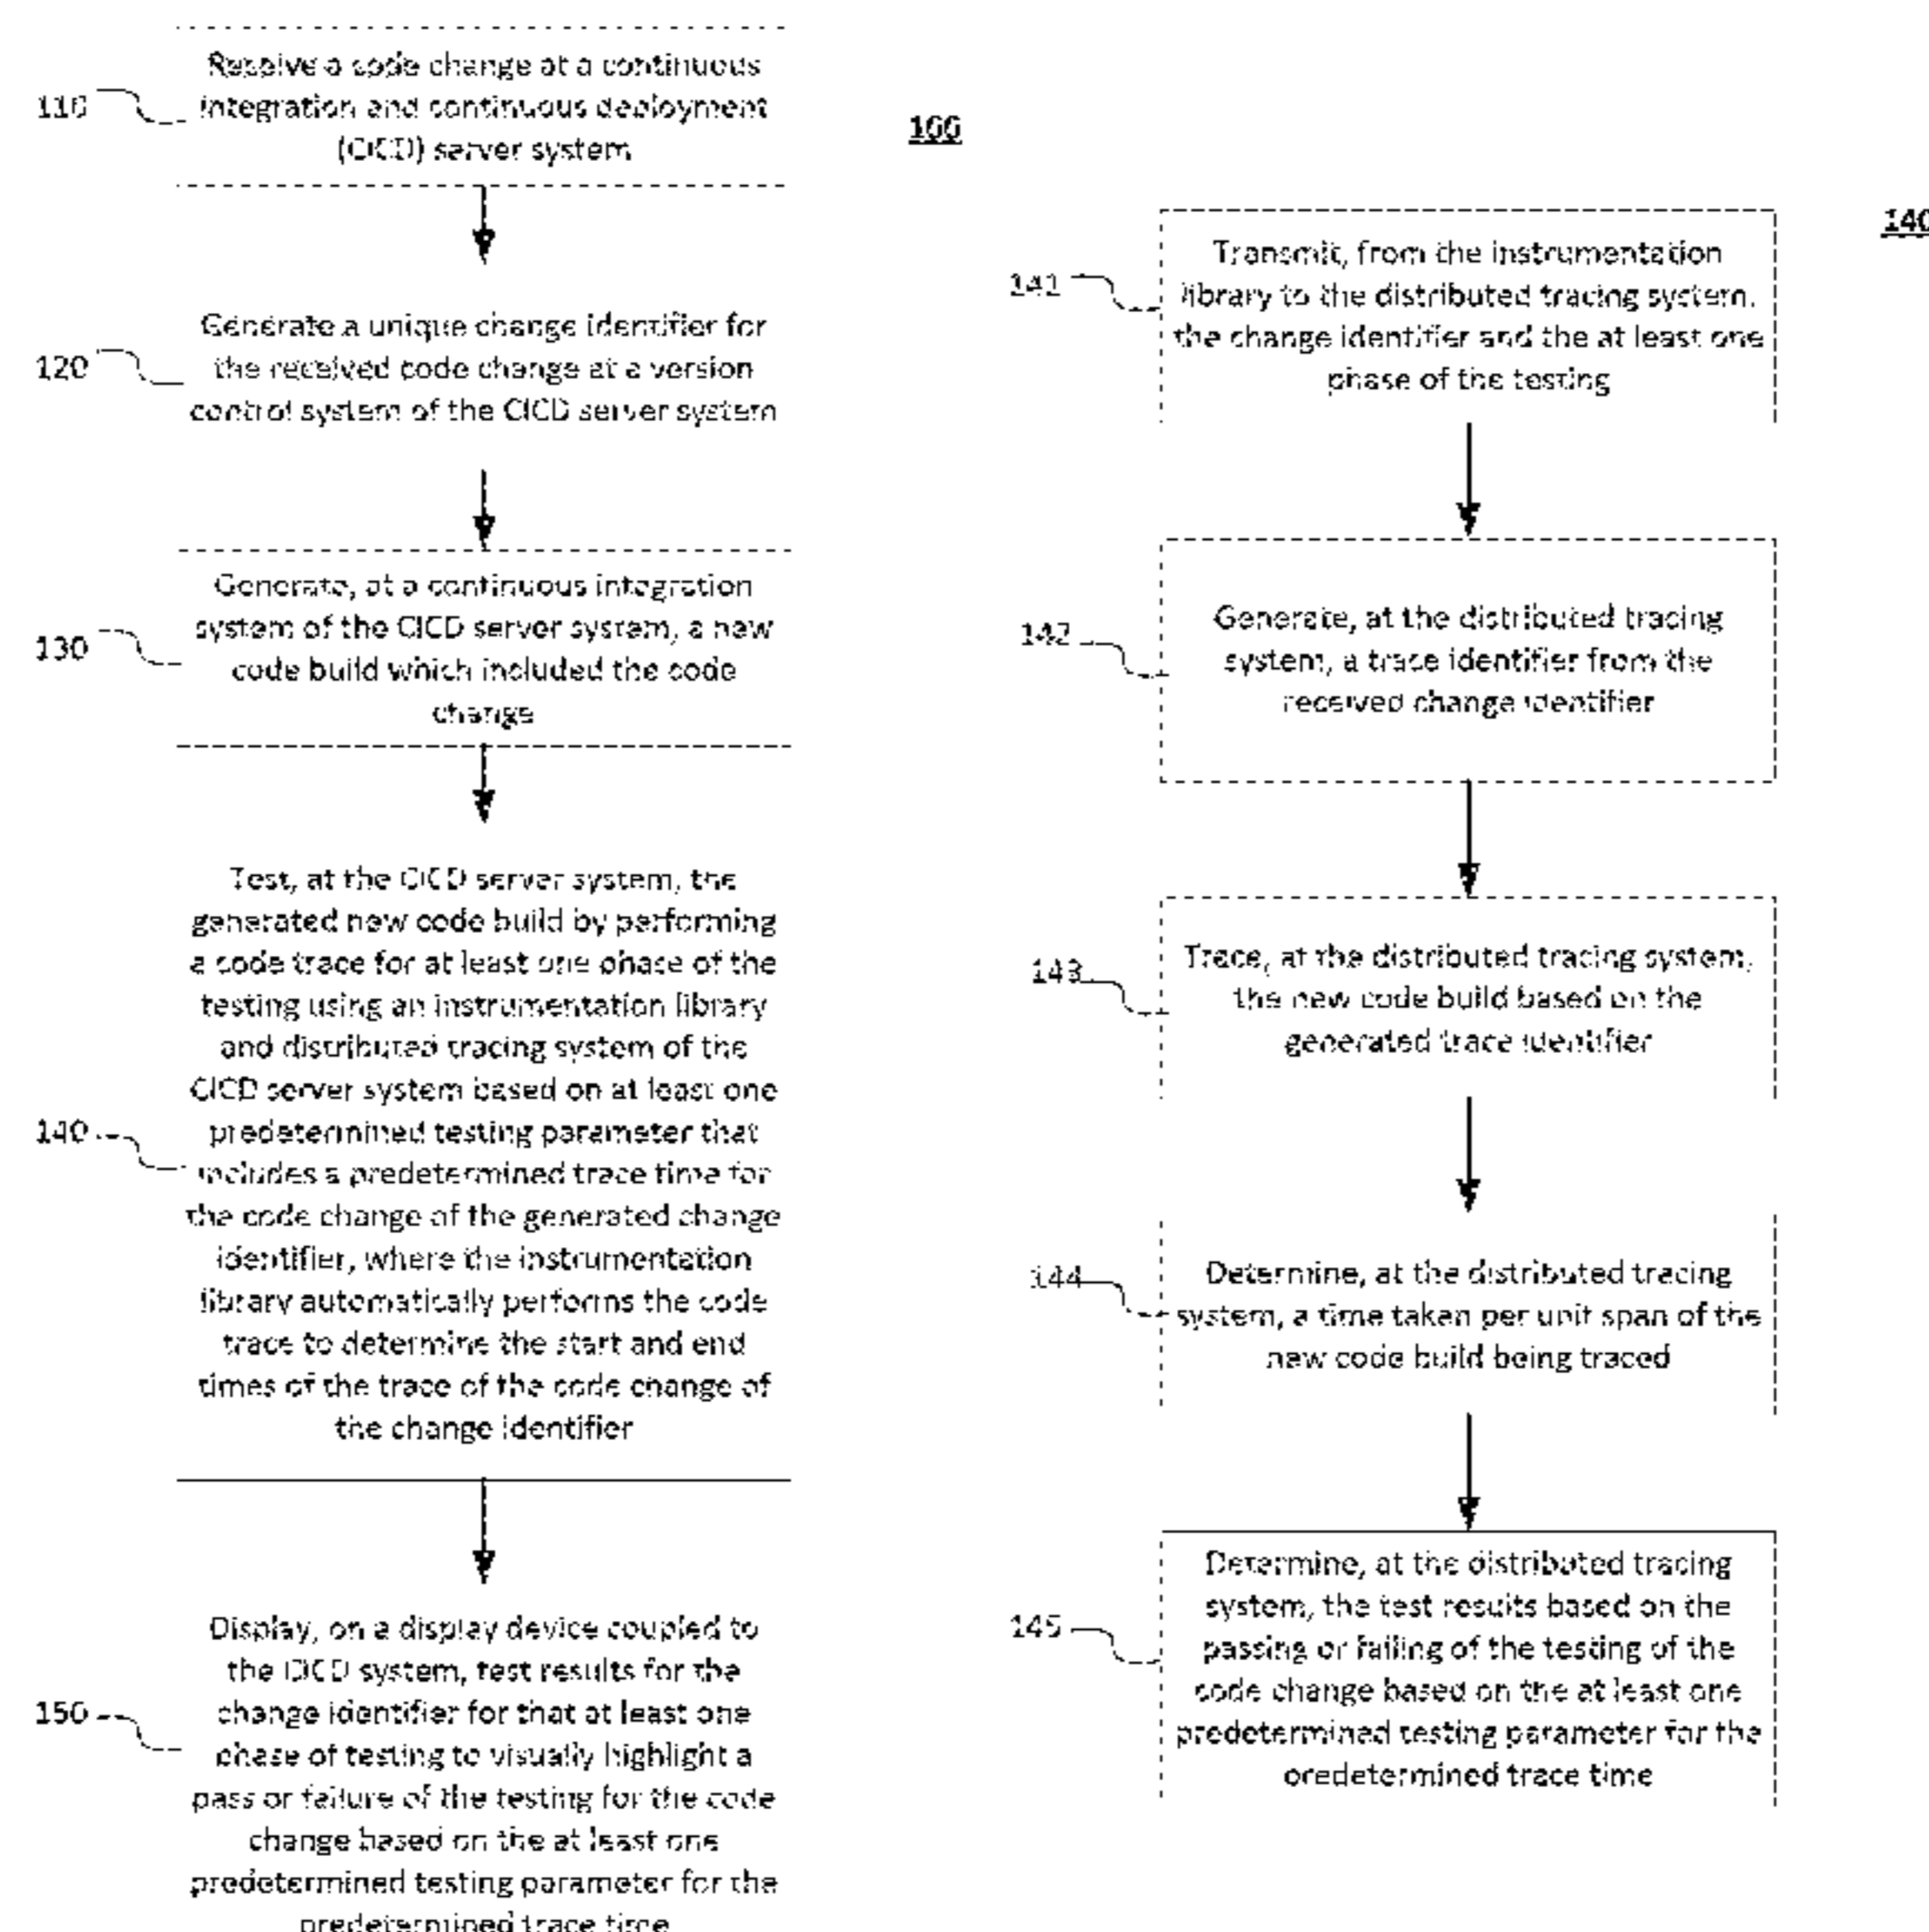 110
Receive a code change at a continuous
integration and continuous deployment
(CICD) server system
100
120
Generate a unique change identifier for
the received code change at a version
control system of the CICD server system
130
Generate, at a continuous integration
system of the CICD server system, a new
code build which included the code
change
140
Test, at the CICD server system, the
generated new code build by performing
a code trace for at least one phase of the
testing using an instrumentation library
and distributed tracing system of the
CICD server system based on at least one
predetermined testing parameter that
includes a predetermined trace time for
the code change of the generated change
identifier, where the instrumentation
library automatically performs the code
trace to determine the start and end
times of the trace of the code change of
the change identifier
150
Display, on a display device coupled to
the CICD system, test results for the
change identifier for that at least one
phase of testing to visually highlight a
pass or failure of the testing for the code
change based on the at least one
predetermined testing parameter for the
predetermined trace time
140
141
Transmit, from the instrumentation
library to the distributed tracing system,
the change identifier and the at least one
phase of the testing
142
Generate, at the distributed tracing
system, a trace identifier from the
received change identifier
143
Trace, at the distributed tracing system,
the new code build based on the
generated trace identifier
144
Determine, at the distributed tracing
system, a time taken per unit span of the
new code build being traced
145
Determine, at the distributed tracing
system, the test results based on the
passing or failing of the testing of the
code change based on the at least one
predetermined testing parameter for the
predetermined trace time